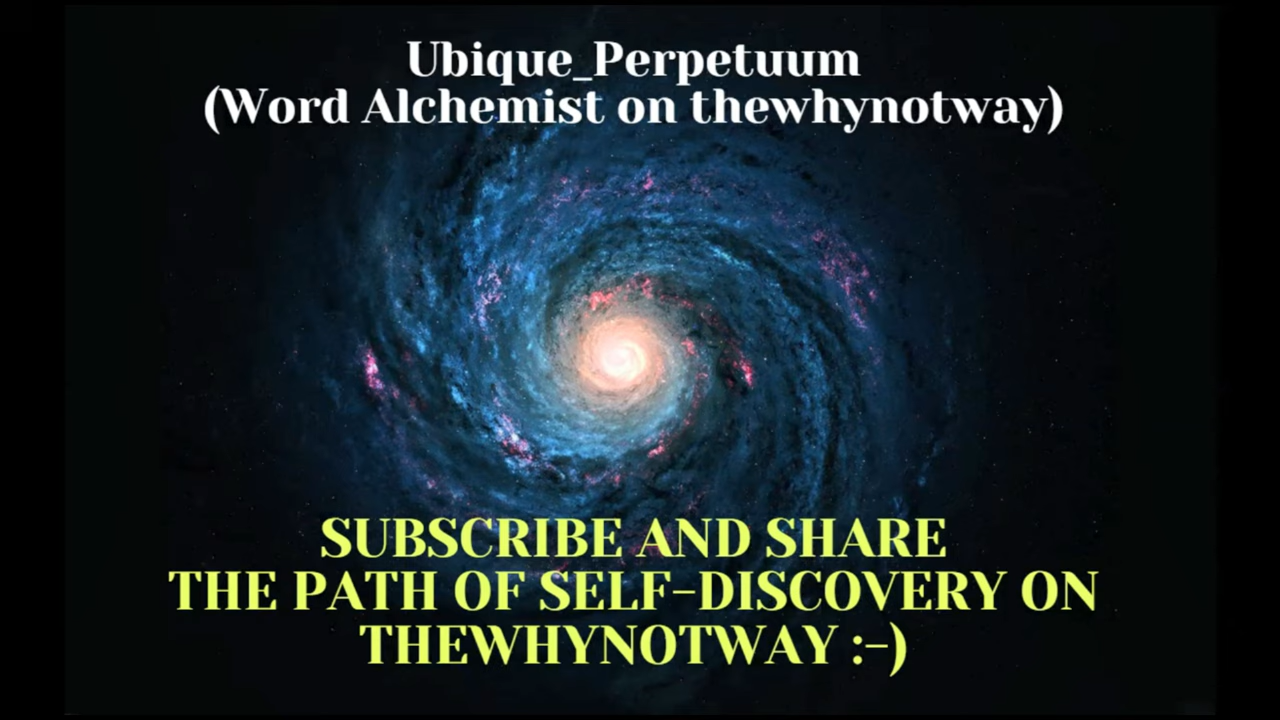 Ubique_Perpetuum
(Word Alchemist on thewhynotway)
SUBSCRIBE AND SHARE
THE PATH OF SELF-DISCOVERY ON
THEWHYNOTWAY :-)